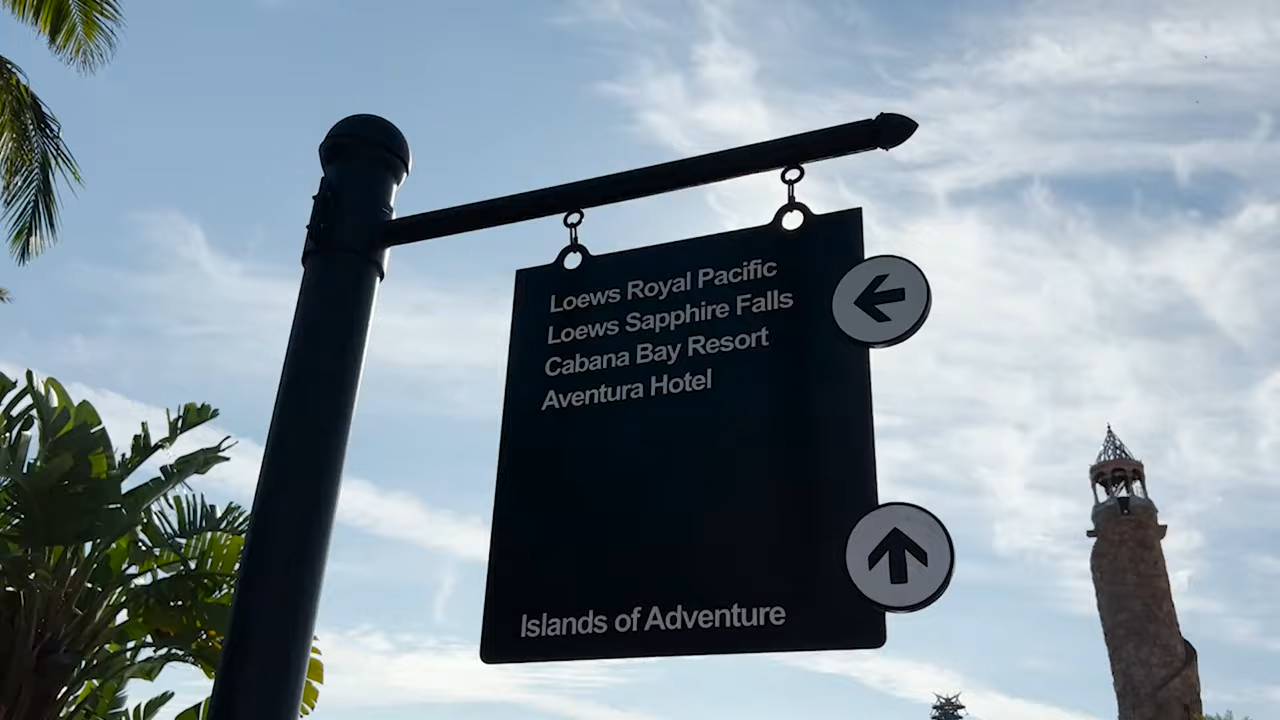 Loews Royal Pacific
Loews Sapphire Falls
Cabana Bay Resort
Aventura Hotel
Islands of Adventure